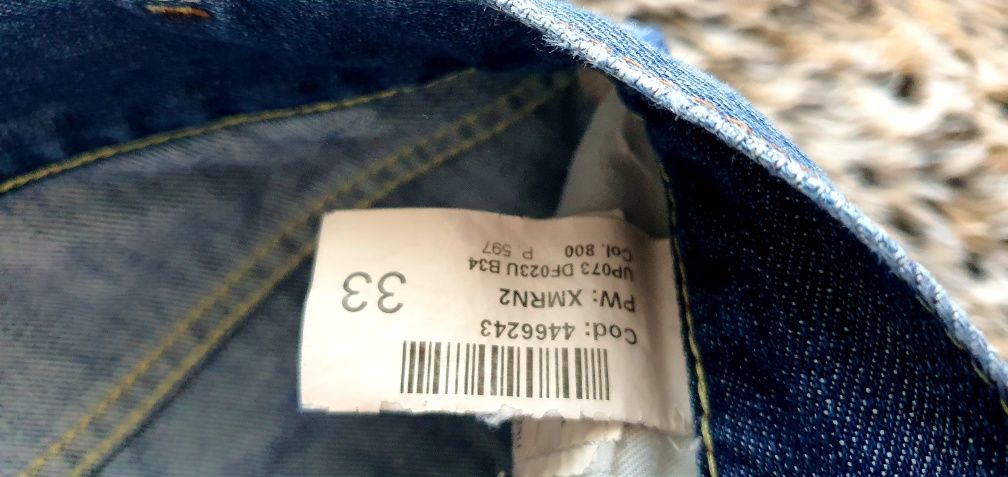 Cod: 4466243
PW: XMRN2
UP073 DF023U B34
Col. 800 P. 597
33